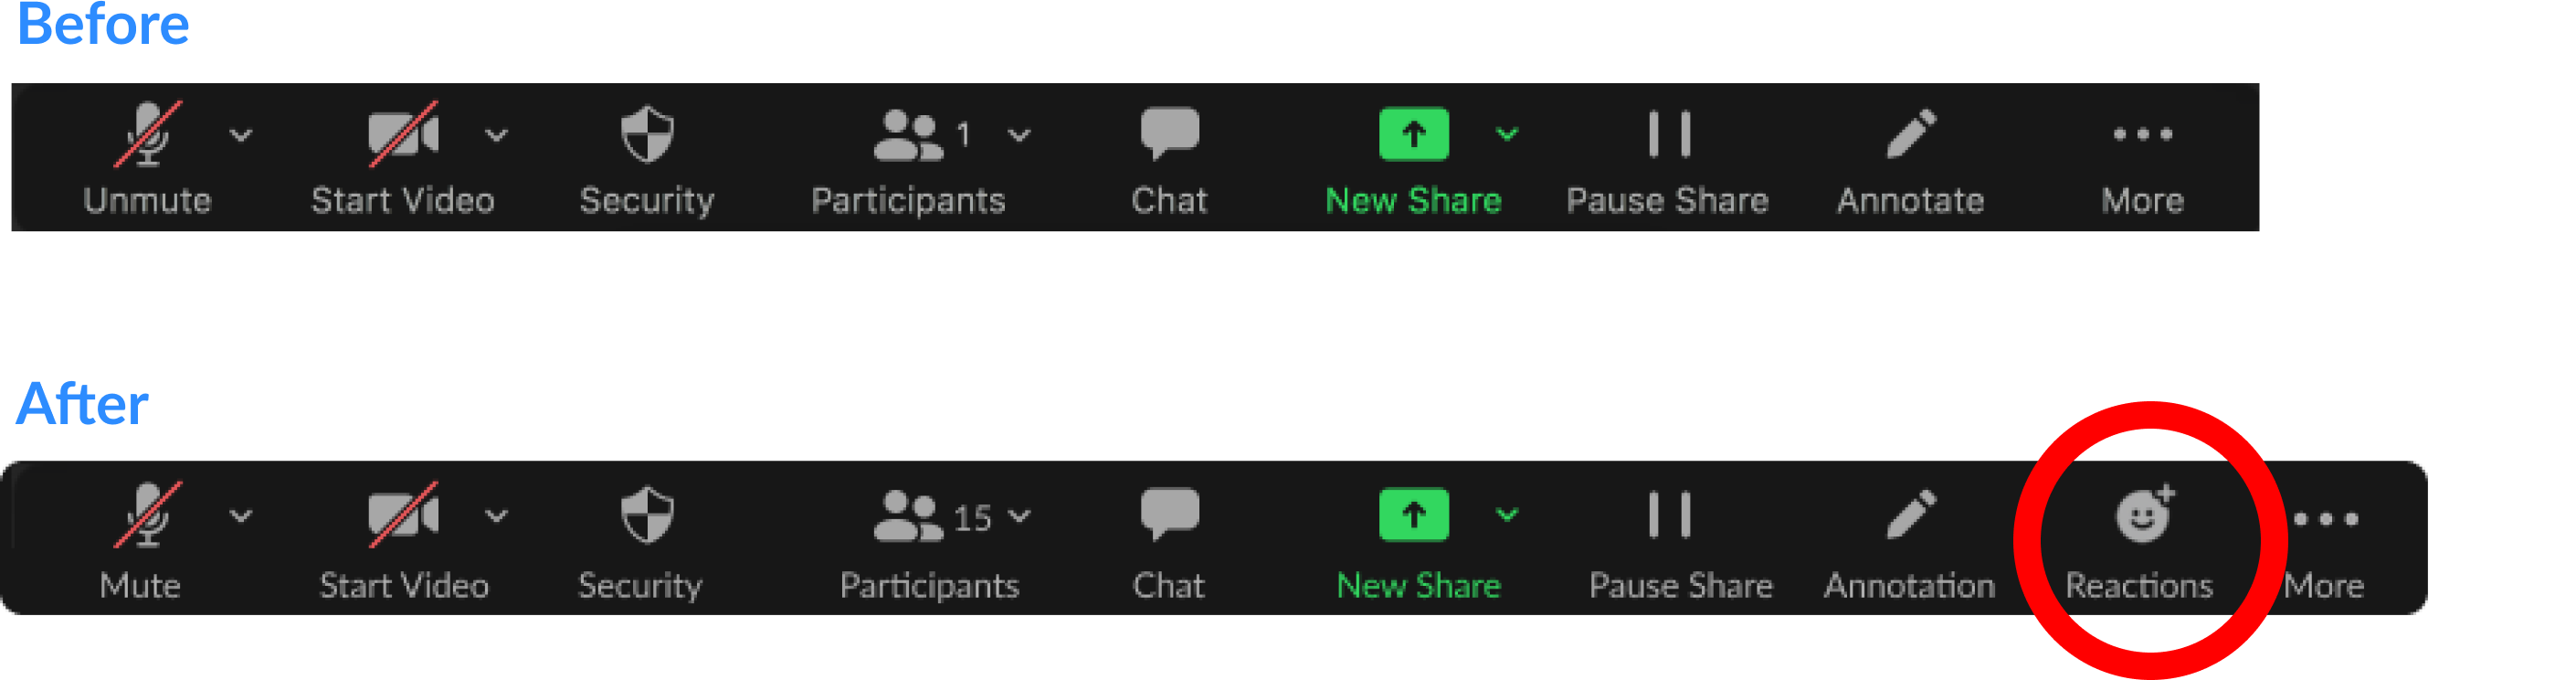 Before
1
Unmute Start Video Security Participants Chat New Share Pause Share Annotate More
After
15
Mute Start Video Security Participants Chat New Share Pause Share Annotation Reactions More